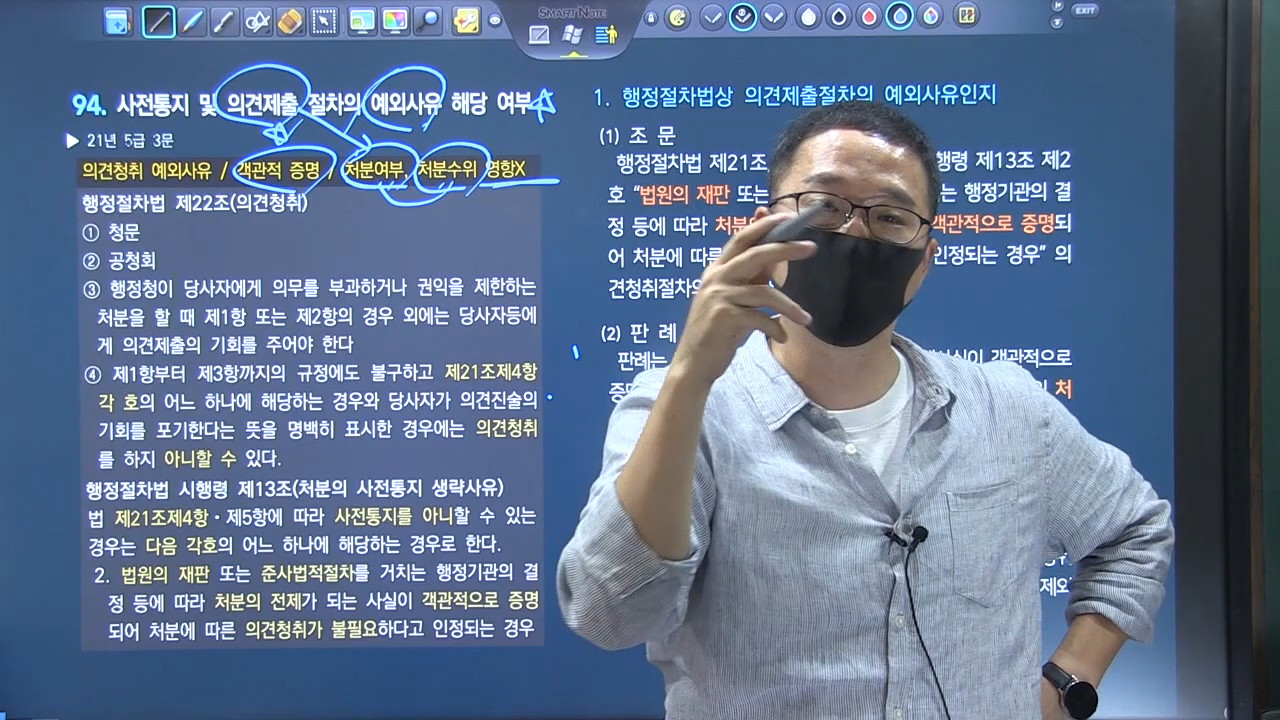 SMART NOTE
EXIT
94. 사전통지 및 의견제출 절차의 예외사유 해당 여부
▶ 21년 5급 3문
의견청취 예외사유 / 객관적 증명 / 처분여부, 처분수위 영향X
행정절차법 제22조(의견청취)
① 청문
② 공청회
③ 행정청이 당사자에게 의무를 부과하거나 권익을 제한하는
처분을 할 때 제1항 또는 제2항의 경우 외에는 당사자등에
게 의견제출의 기회를 주어야 한다
④ 제1항부터 제3항까지의 규정에도 불구하고 제21조제4항
각 호의 어느 하나에 해당하는 경우와 당사자가 의견진술의
기회를 포기한다는 뜻을 명백히 표시한 경우에는 의견청취
를 하지 아니할 수 있다.
행정절차법 시행령 제13조(처분의 사전통지 생략사유)
법 제21조제4항·제5항에 따라 사전통지를 아니할 수 있는
경우는 다음 각호의 어느 하나에 해당하는 경우로 한다.
2. 법원의 재판 또는 준사법적절차를 거치는 행정기관의 결
정 등에 따라 처분의 전제가 되는 사실이 객관적으로 증명
되어 처분에 따른 의견청취가 불필요하다고 인정되는 경우
1. 행정절차법상 의견제출절차의 예외사유인지
(1) 조 문
행정절차법 제21조 행령 제13조 제2
호 “법원의 재판 또는 는 행정기관의 결
정 등에 따라 처분 객관적으로 증명되
어 처분에 따른 인정되는 경우” 의
견청취절차의
(2) 판 례
판례는 사실이 객관적으로
증명 처
제외